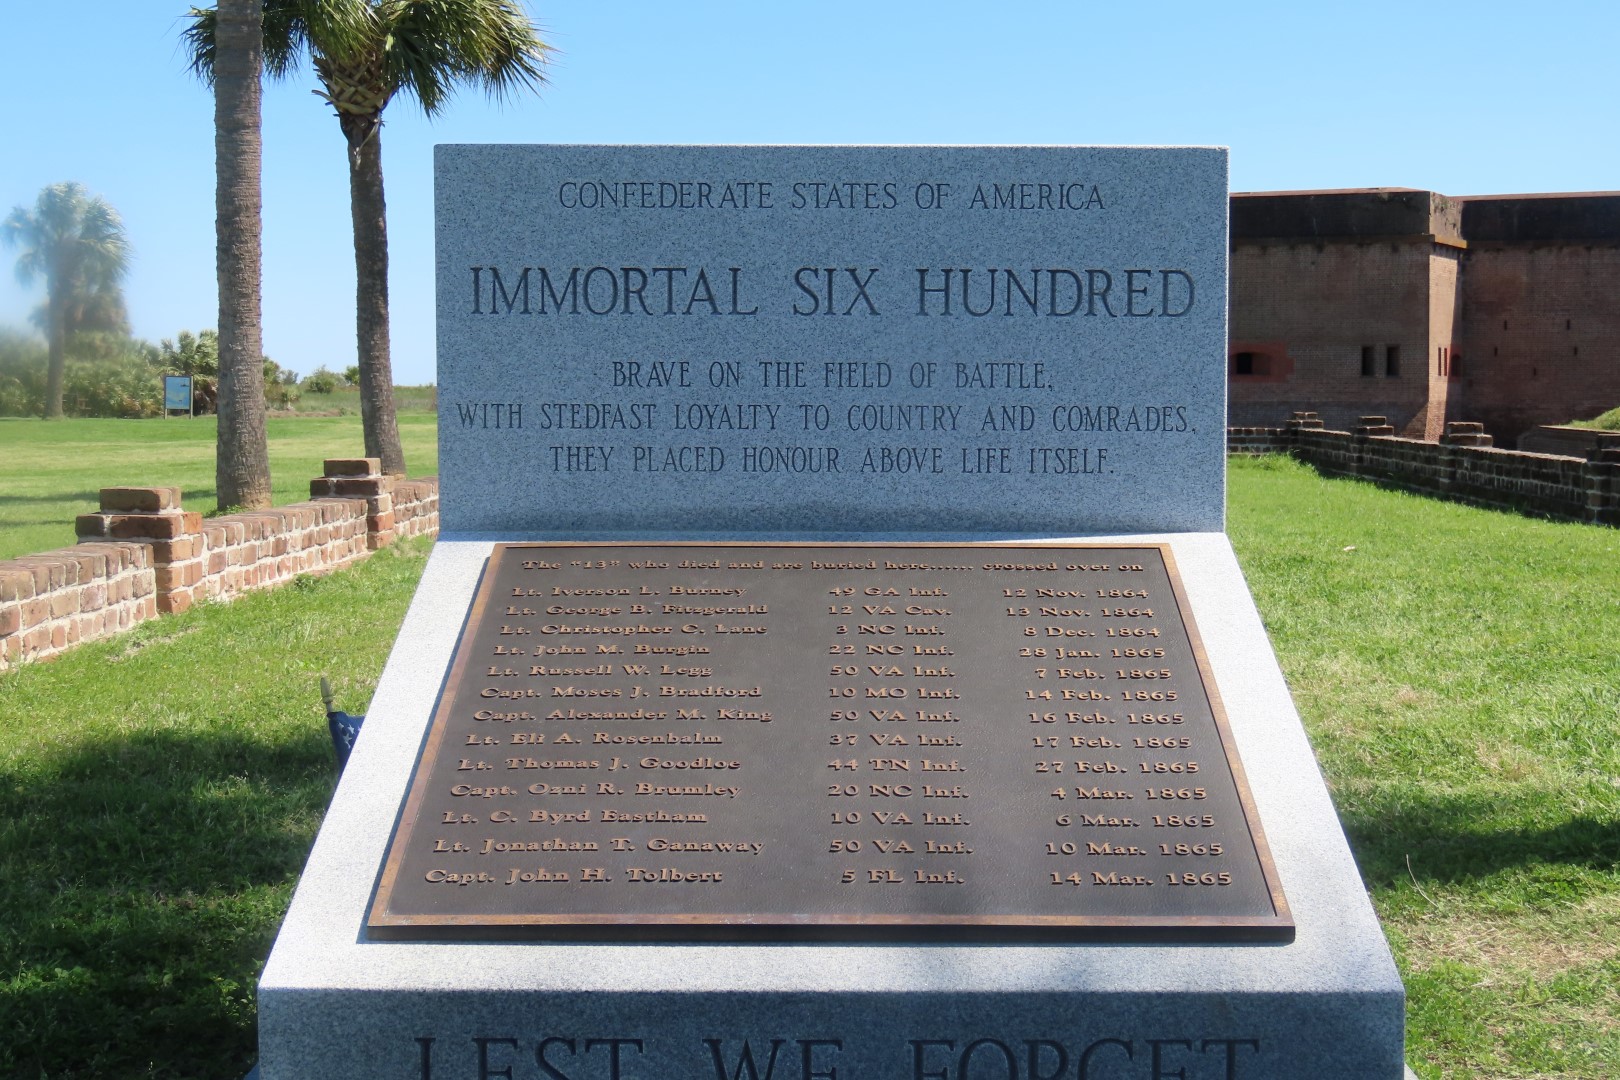 CONFEDERATE STATES OF AMERICA
IMMORTAL SIX HUNDRED
BRAVE ON THE FIELD OF BATTLE,
WITH STEDFAST LOYALTY TO COUNTRY AND COMRADES,
THEY PLACED HONOUR ABOVE LIFE ITSELF.
The "13" who died and are buried here...... crossed over on
Lt. Iverson L. Burney 49 GA Inf. 12 Nov. 1864
Lt. George B. Fitzgerald 12 VA Cav. 13 Nov. 1864
Lt. Christopher C. Lane 3 NC Inf. 8 Dec. 1864
Lt. John M. Burgin 22 NC Inf. 28 Jan. 1865
Lt. Russell W. Legg 50 VA Inf. 7 Feb. 1865
Capt. Moses J. Bradford 10 MO Inf. 14 Feb. 1865
Capt. Alexander M. King 50 VA Inf. 16 Feb. 1865
Lt. Eli A. Rosenbalm 37 VA Inf. 17 Feb. 1865
Lt. Thomas J. Goodloe 44 TN Inf. 27 Feb. 1865
Capt. Ozni R. Brumley 20 NC Inf. 4 Mar. 1865
Lt. C. Byrd Eastham 10 VA Inf. 6 Mar. 1865
Lt. Jonathan T. Ganaway 50 VA Inf. 10 Mar. 1865
Capt. John H. Tolbert 5 FL Inf. 14 Mar. 1865
LEST WE FORGET